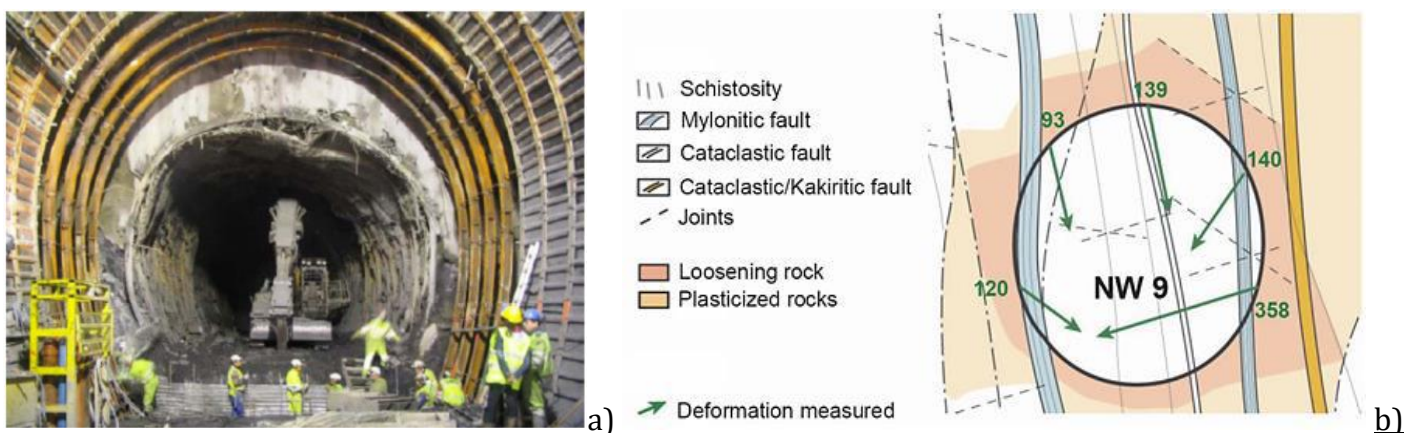 a)
Schistosity
Mylonitic fault
Cataclastic fault
Cataclastic/Kakiritic fault
Joints
Loosening rock
Plasticized rocks
Deformation measured
93
139
140
120
NW 9
358
b)